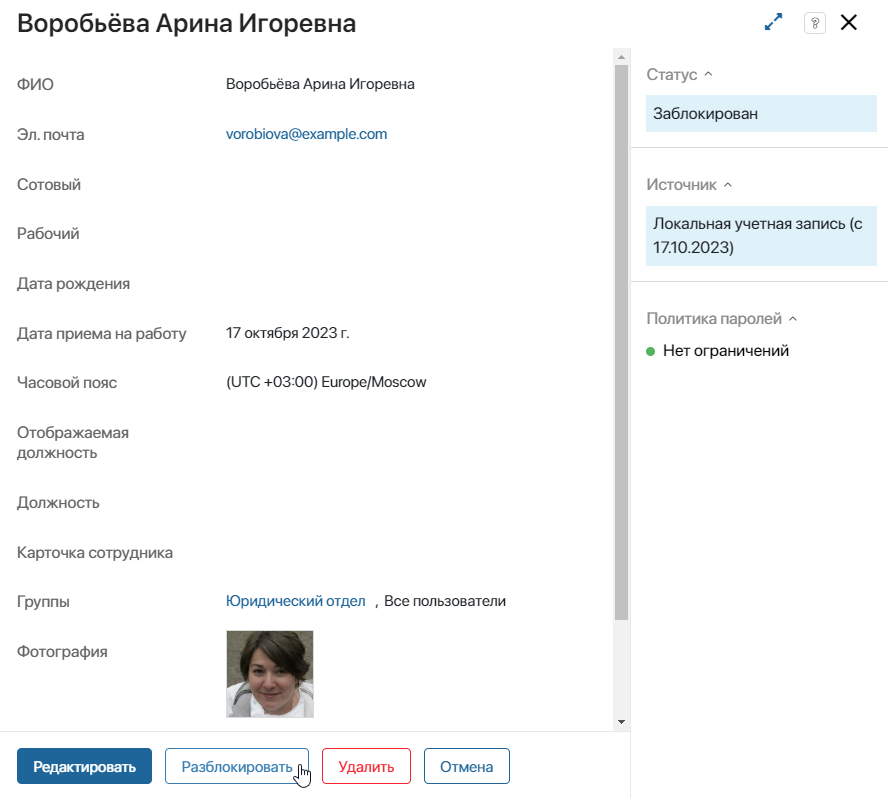 Воробьёва Арина Игоревна
?
ФИО
Воробьёва Арина Игоревна
Эл. почта
vorobiova@example.com
Сотовый
Рабочий
Дата рождения
Дата приема на работу
17 октября 2023 г.
Часовой пояс
(UTC +03:00) Europe/Moscow
Отображаемая
должность
Должность
Карточка сотрудника
Группы
Юридический отдел , Все пользователи
Фотография
Редактировать
Разблокировать
Удалить
Отмена
Статус
Заблокирован
Источник
Локальная учетная запись (с
17.10.2023)
Политика паролей
Нет ограничений